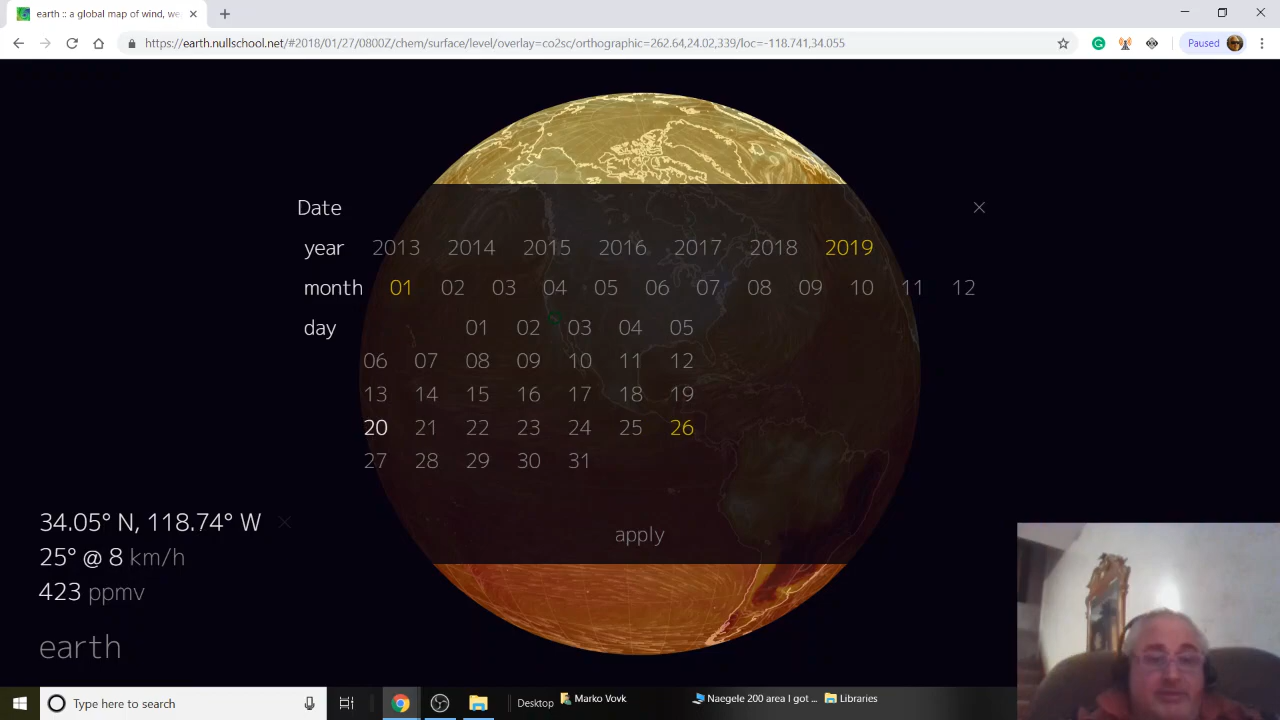 earth :: a global map of wind, we
https://earth.nullschool.net/#2018/01/27/0800Z/chem/surface/level/overlay=co2sc/orthographic=262.64,24.02,339/loc=-118.741,34.055
Paused
Date
year 2013 2014 2015 2016 2017 2018 2019
month 01 02 03 04 05 06 07 08 09 10 11 12
day 01 02 03 04 05
06 07 08 09 10 11 12
13 14 15 16 17 18 19
20 21 22 23 24 25 26
27 28 29 30 31
apply
34.05° N, 118.74° W
25° @ 8 km/h
423 ppmv
earth
Type here to search
Desktop
Marko Vovk
Naegele 200 area I got ...
Libraries